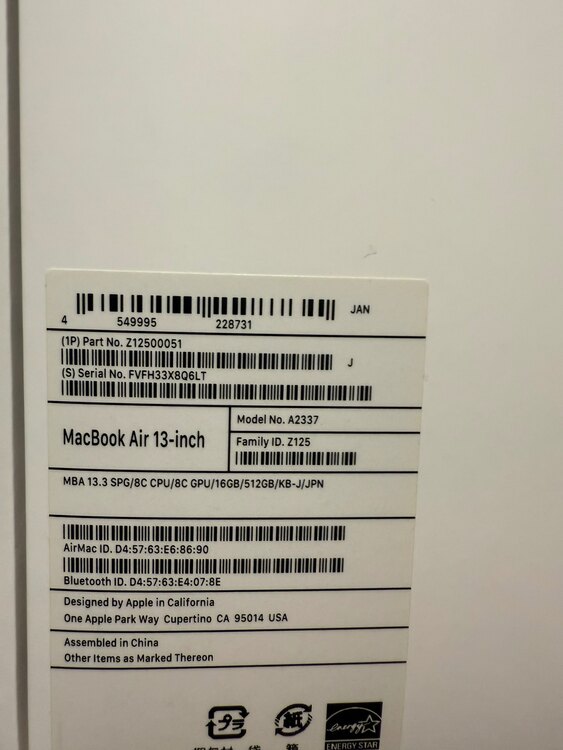 JAN
4 549995 228731
(1P) Part No. Z12500051
J
(S) Serial No. FVFH33X8Q6LT
MacBook Air 13-inch
Model No. A2337
Family ID. Z125
MBA 13.3 SPG/8C CPU/8C GPU/16GB/512GB/KB-J/JPN
AirMac ID. D4:57:63:E6:86:90
Bluetooth ID. D4:57:63:E4:07:8E
Designed by Apple in California
One Apple Park Way Cupertino CA 95014 USA
Assembled in China
Other Items as Marked Thereon
プラ
紙
energy
ENERGY STAR